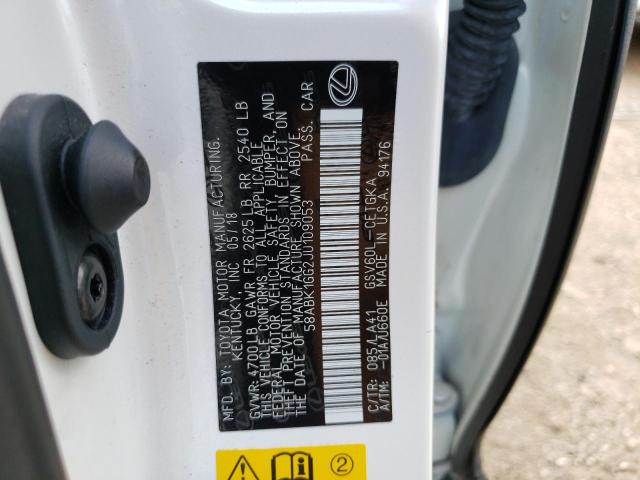 MFD. BY: TOYOTA MOTOR MANUFACTURING.
KENTUCKY, INC 05/18
GVWR: 4700LB GAWR FR 2625 LB RR 2540 LB
THIS VEHICLE CONFORMS TO ALL APPLICABLE
FEDERAL MOTOR VEHICLE SAFETY, BUMPER, AND
THEFT PREVENTION STANDARDS IN EFFECT ON
THE DATE OF MANUFACTURE SHOWN ABOVE.
58ABK1GG2JU109053 PASS. CAR
C/TR: 085/LA41 GSV60L-CETGKA
A/TM: -01A/U660E MADE IN U.S.A. 94176
2